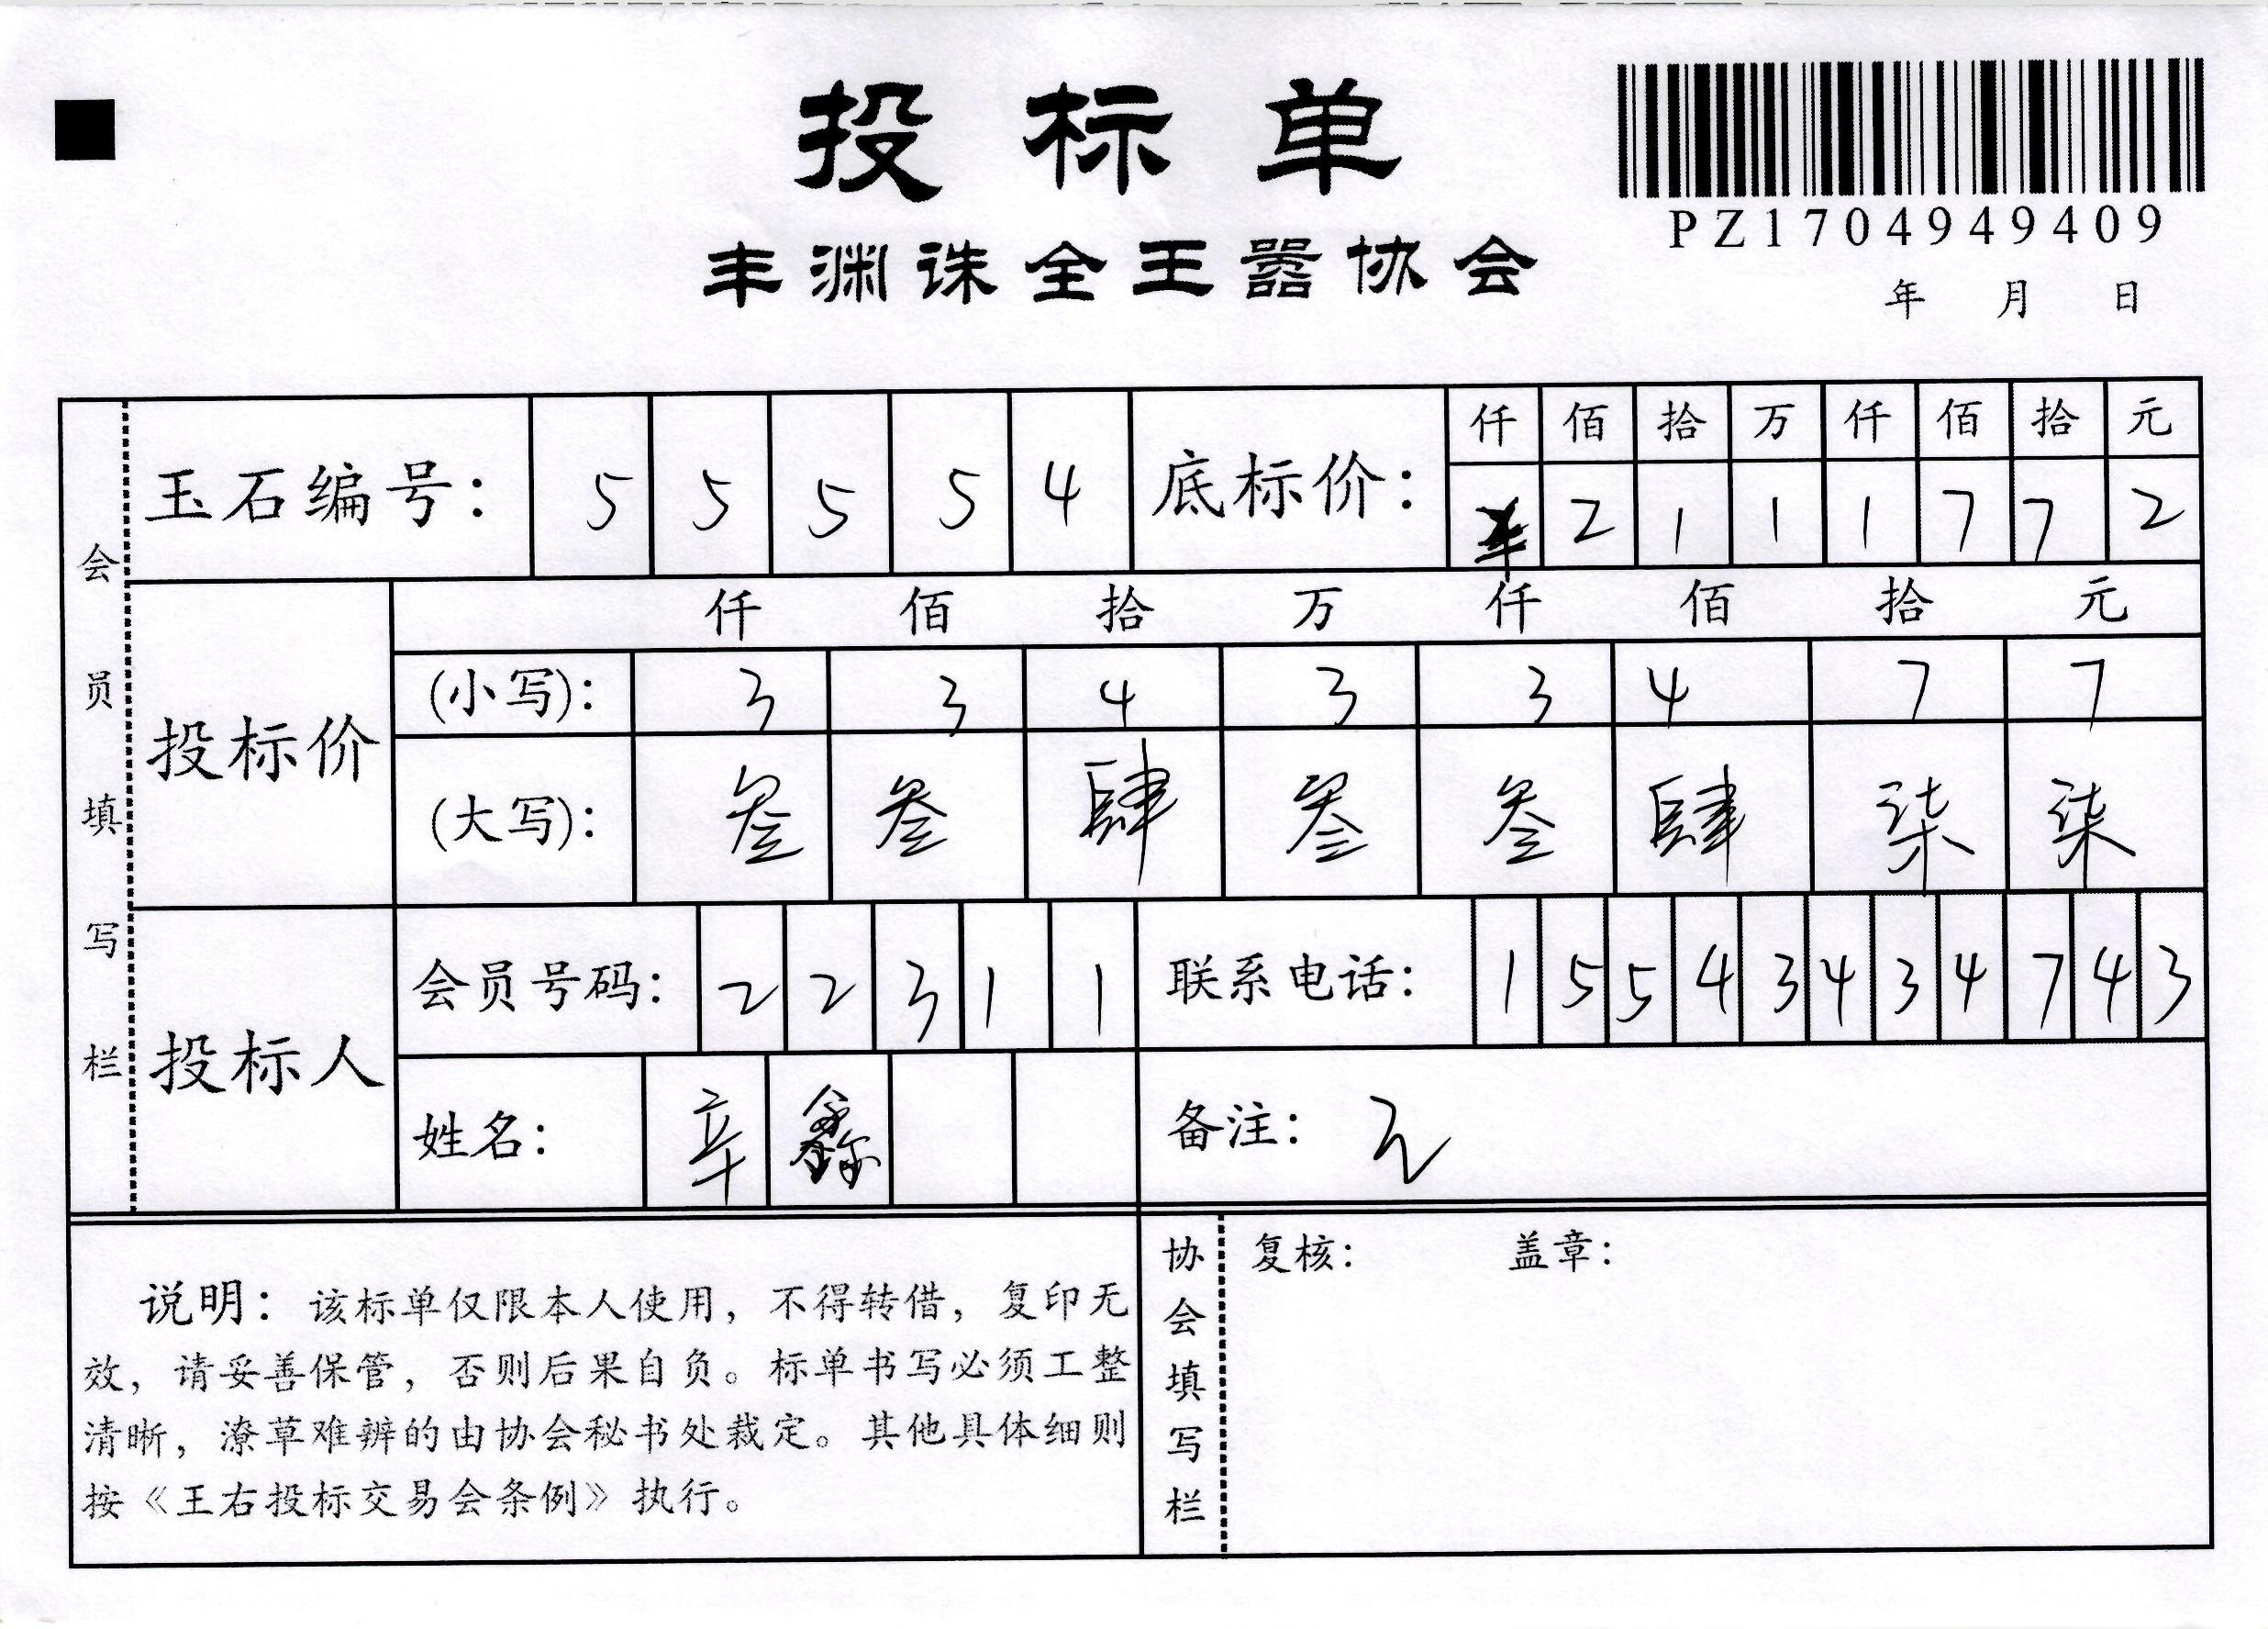 投标单
PZ1704949409
丰渊诛全王嚣协会
年 月 日
会员填写栏
玉石编号： 5 5 5 5 4
底标价：
仟 佰 拾 万 仟 佰 拾 元
2 1 1 1 7 7 2
投标价
仟 佰 拾 万 仟 佰 拾 元
(小写)： 3 3 4 3 3 4 7 7
(大写)： 叁 叁 肆 叁 叁 肆 柒 柒
投标人
会员号码： 2 2 3 1 1
联系电话： 1 5 5 4 3 4 3 4 7 4 3
姓名： 辛 鑫
备注： 无
说明：该标单仅限本人使用，不得转借，复印无
效，请妥善保管，否则后果自负。标单书写必须工整
清晰，潦草难辨的由协会秘书处裁定。其他具体细则
按《王右投标交易会条例》执行。
协会填写栏
复核： 盖章：